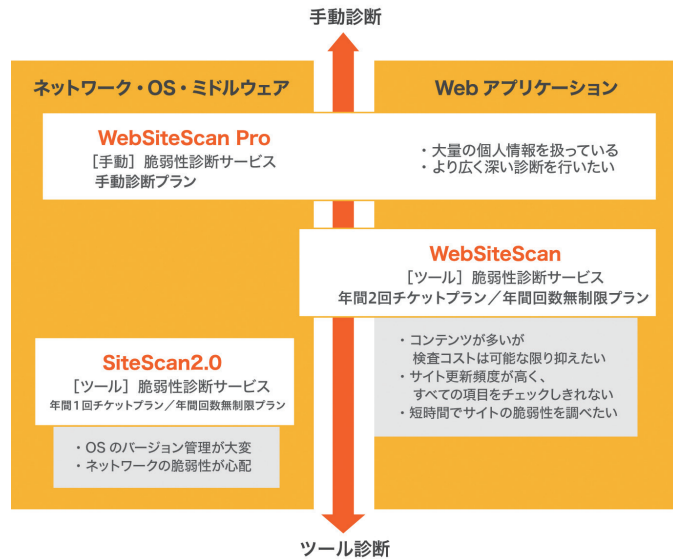 手動診断
ネットワーク・OS・ミドルウェア
Web アプリケーション
WebSiteScan Pro
［手動］脆弱性診断サービス
手動診断プラン
・大量の個人情報を扱っている
・より広く深い診断を行いたい
WebSiteScan
［ツール］脆弱性診断サービス
年間2回チケットプラン／年間回数無制限プラン
・コンテンツが多いが
検査コストは可能な限り抑えたい
・サイト更新頻度が高く、
すべての項目をチェックしきれない
・短時間でサイトの脆弱性を調べたい
SiteScan2.0
［ツール］脆弱性診断サービス
年間1回チケットプラン／年間回数無制限プラン
・OSのバージョン管理が大変
・ネットワークの脆弱性が心配
ツール診断